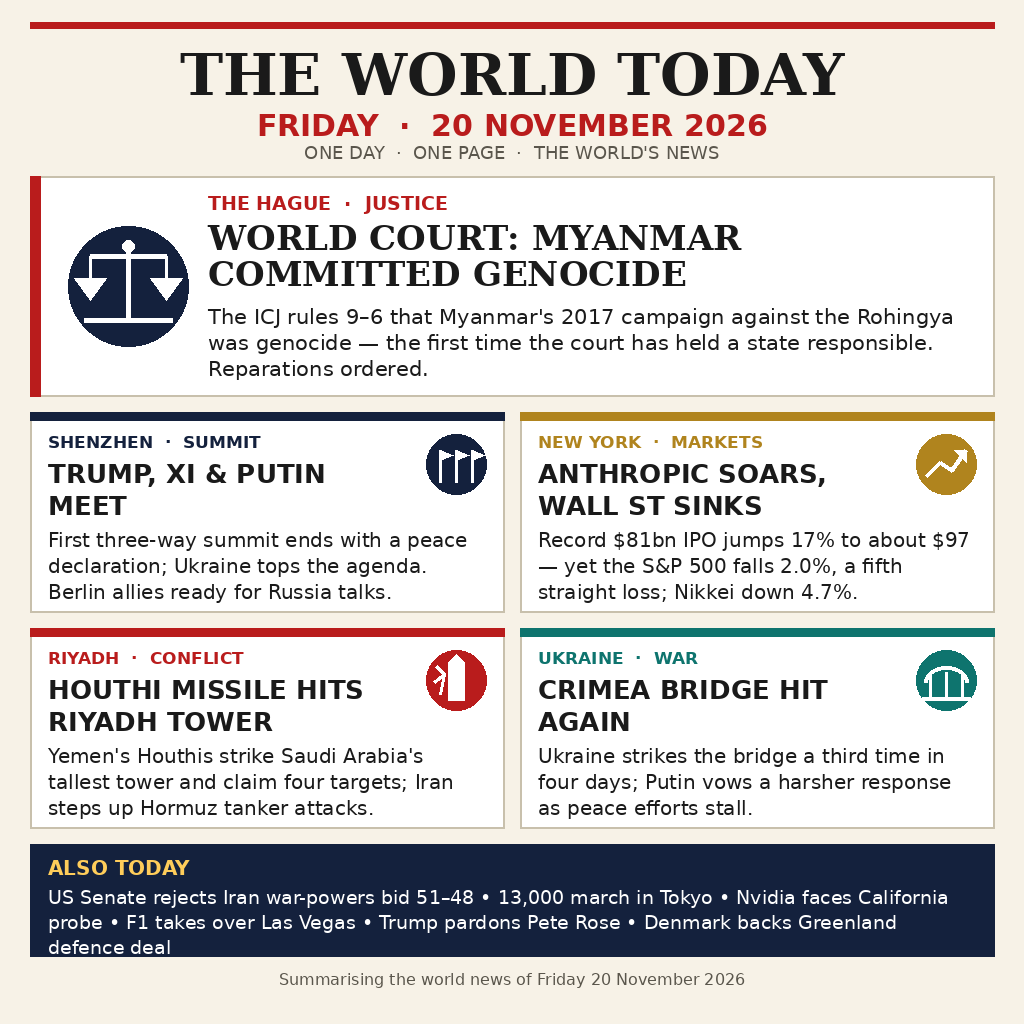 THE WORLD TODAY
FRIDAY · 20 NOVEMBER 2026
ONE DAY · ONE PAGE · THE WORLD'S NEWS
THE HAGUE · JUSTICE
WORLD COURT: MYANMAR
COMMITTED GENOCIDE
The ICJ rules 9–6 that Myanmar's 2017 campaign against the Rohingya
was genocide — the first time the court has held a state responsible.
Reparations ordered.
SHENZHEN · SUMMIT
TRUMP, XI & PUTIN
MEET
First three-way summit ends with a peace
declaration; Ukraine tops the agenda.
Berlin allies ready for Russia talks.
NEW YORK · MARKETS
ANTHROPIC SOARS,
WALL ST SINKS
Record $81bn IPO jumps 17% to about $97
— yet the S&P 500 falls 2.0%, a fifth
straight loss; Nikkei down 4.7%.
RIYADH · CONFLICT
HOUTHI MISSILE HITS
RIYADH TOWER
Yemen's Houthis strike Saudi Arabia's
tallest tower and claim four targets; Iran
steps up Hormuz tanker attacks.
UKRAINE · WAR
CRIMEA BRIDGE HIT
AGAIN
Ukraine strikes the bridge a third time in
four days; Putin vows a harsher response
as peace efforts stall.
ALSO TODAY
US Senate rejects Iran war-powers bid 51–48 • 13,000 march in Tokyo • Nvidia faces California
probe • F1 takes over Las Vegas • Trump pardons Pete Rose • Denmark backs Greenland
defence deal
Summarising the world news of Friday 20 November 2026